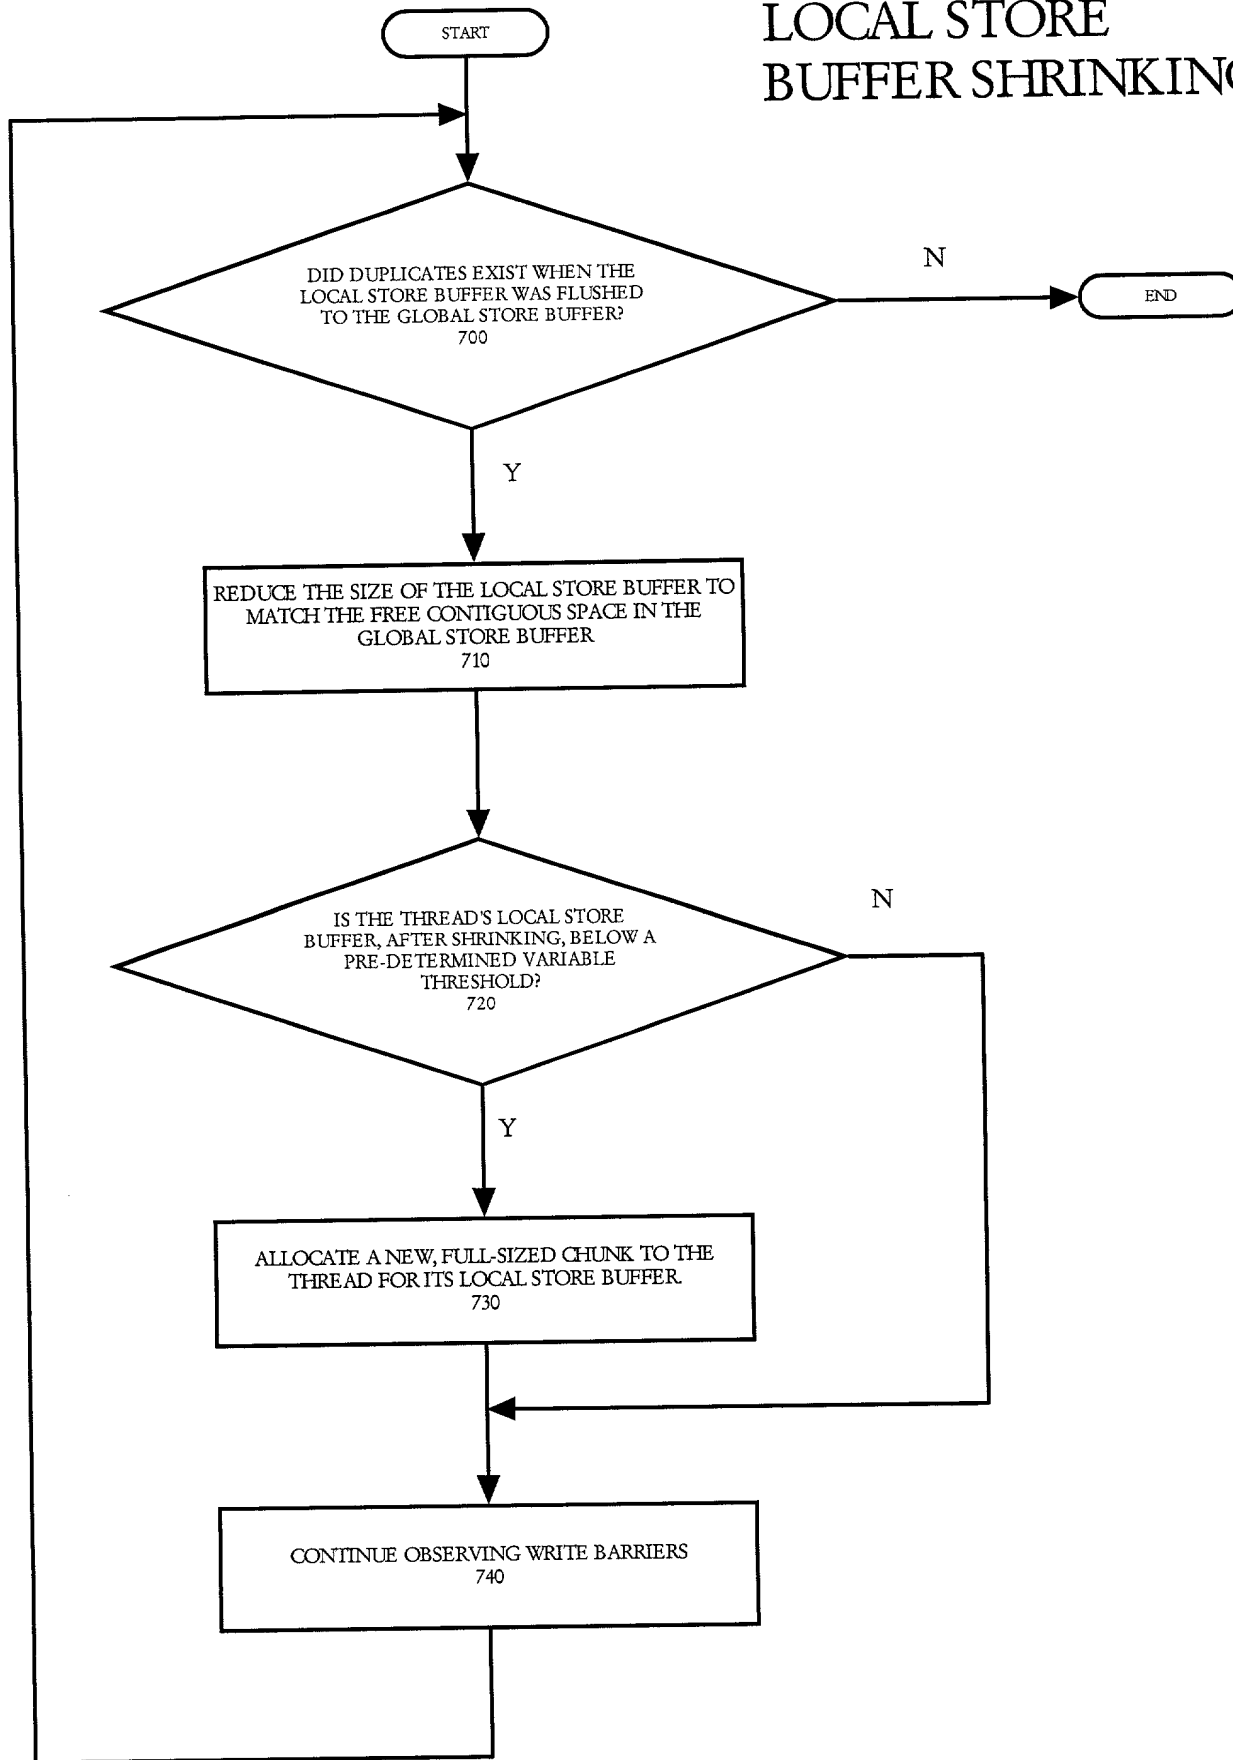 LOCAL STORE
BUFFER SHRINKING
START
DID DUPLICATES EXIST WHEN THE
LOCAL STORE BUFFER WAS FLUSHED
TO THE GLOBAL STORE BUFFER?
700
N
END
Y
REDUCE THE SIZE OF THE LOCAL STORE BUFFER TO
MATCH THE FREE CONTIGUOUS SPACE IN THE
GLOBAL STORE BUFFER
710
IS THE THREAD'S LOCAL STORE
BUFFER, AFTER SHRINKING, BELOW A
PRE-DETERMINED VARIABLE
THRESHOLD?
720
N
Y
ALLOCATE A NEW, FULL-SIZED CHUNK TO THE
THREAD FOR ITS LOCAL STORE BUFFER.
730
CONTINUE OBSERVING WRITE BARRIERS
740